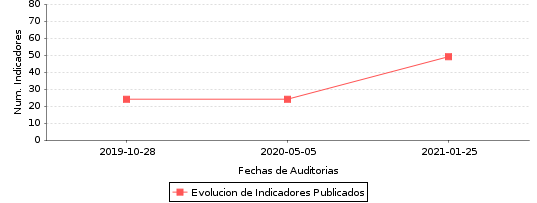 80
70
60
50
40
30
20
10
0
Num. Indicadores
2019-10-28 2020-05-05 2021-01-25
Fechas de Auditorias
Evolucion de Indicadores Publicados